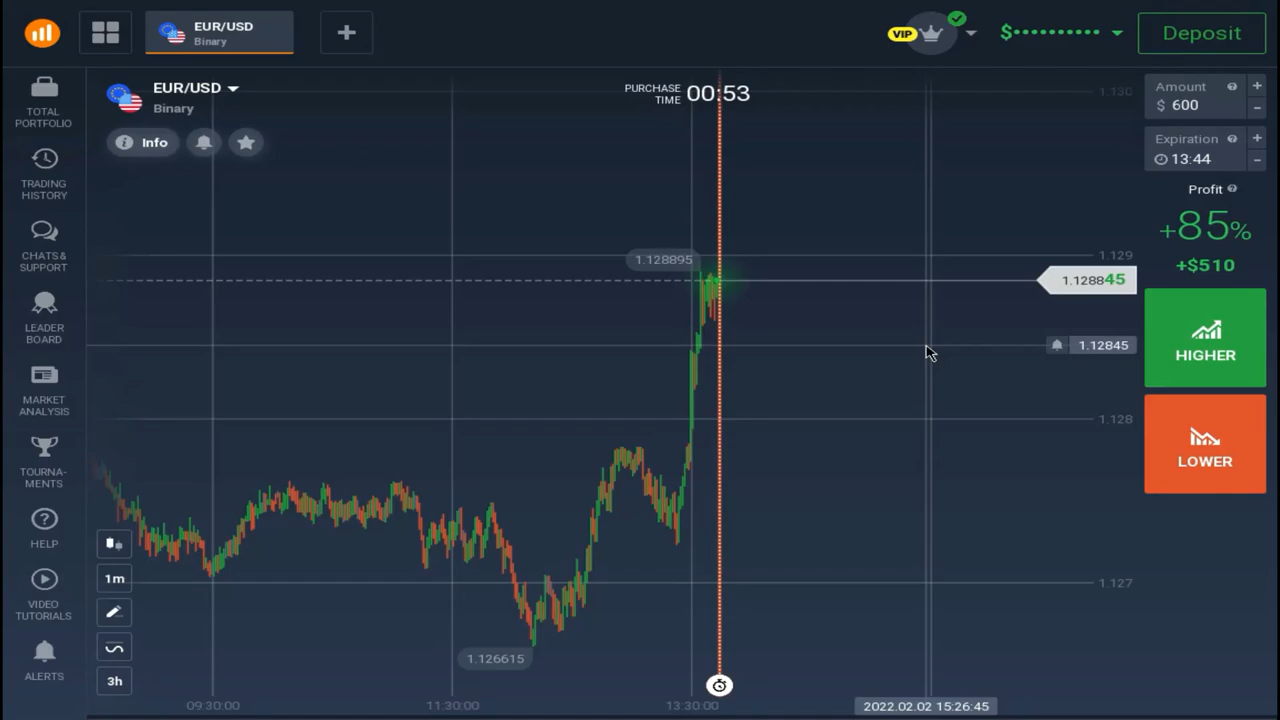 EUR/USD
Binary
+
VIP
$••••••••••
Deposit
TOTAL
PORTFOLIO
TRADING
HISTORY
CHATS &
SUPPORT
LEADER
BOARD
MARKET
ANALYSIS
TOURNA-
MENTS
HELP
VIDEO
TUTORIALS
ALERTS
EUR/USD
Binary
Info
PURCHASE
TIME
00:53
1.130
1.128895
1.129
1.128845
1.12845
1.128
1.127
1.126615
1m
3h
09:30:00
11:30:00
13:30:00
2022.02.02 15:26:45
Amount
$ 600
+
-
Expiration
13:44
+
-
Profit
+85%
+$510
HIGHER
LOWER